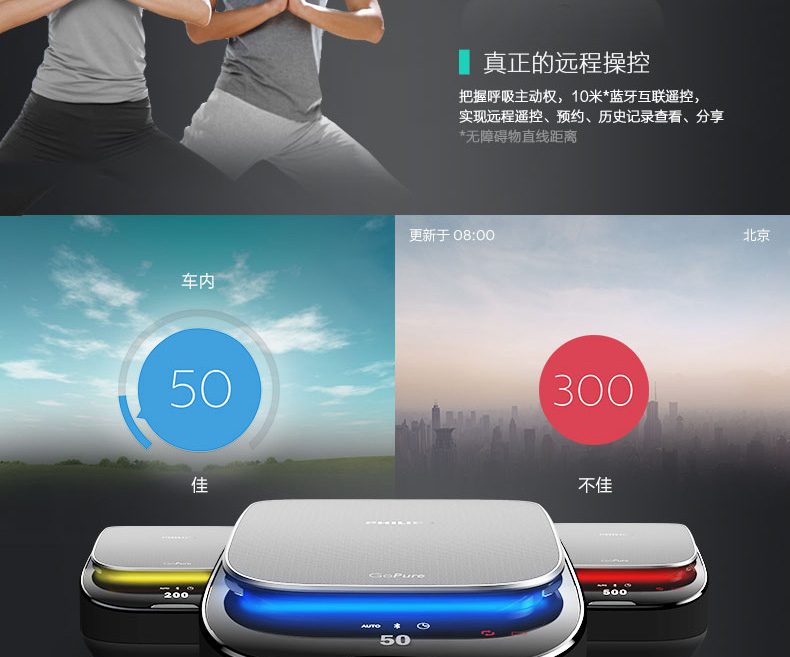 真正的远程操控
把握呼吸主动权，10米*蓝牙互联遥控，
实现远程遥控、预约、历史记录查看、分享
*无障碍物直线距离
更新于 08:00
北京
车内
50
300
佳
不佳
PHILIPS
GoPure
GoPure
GoPure
AUTO
200
AUTO
50
AUTO
500